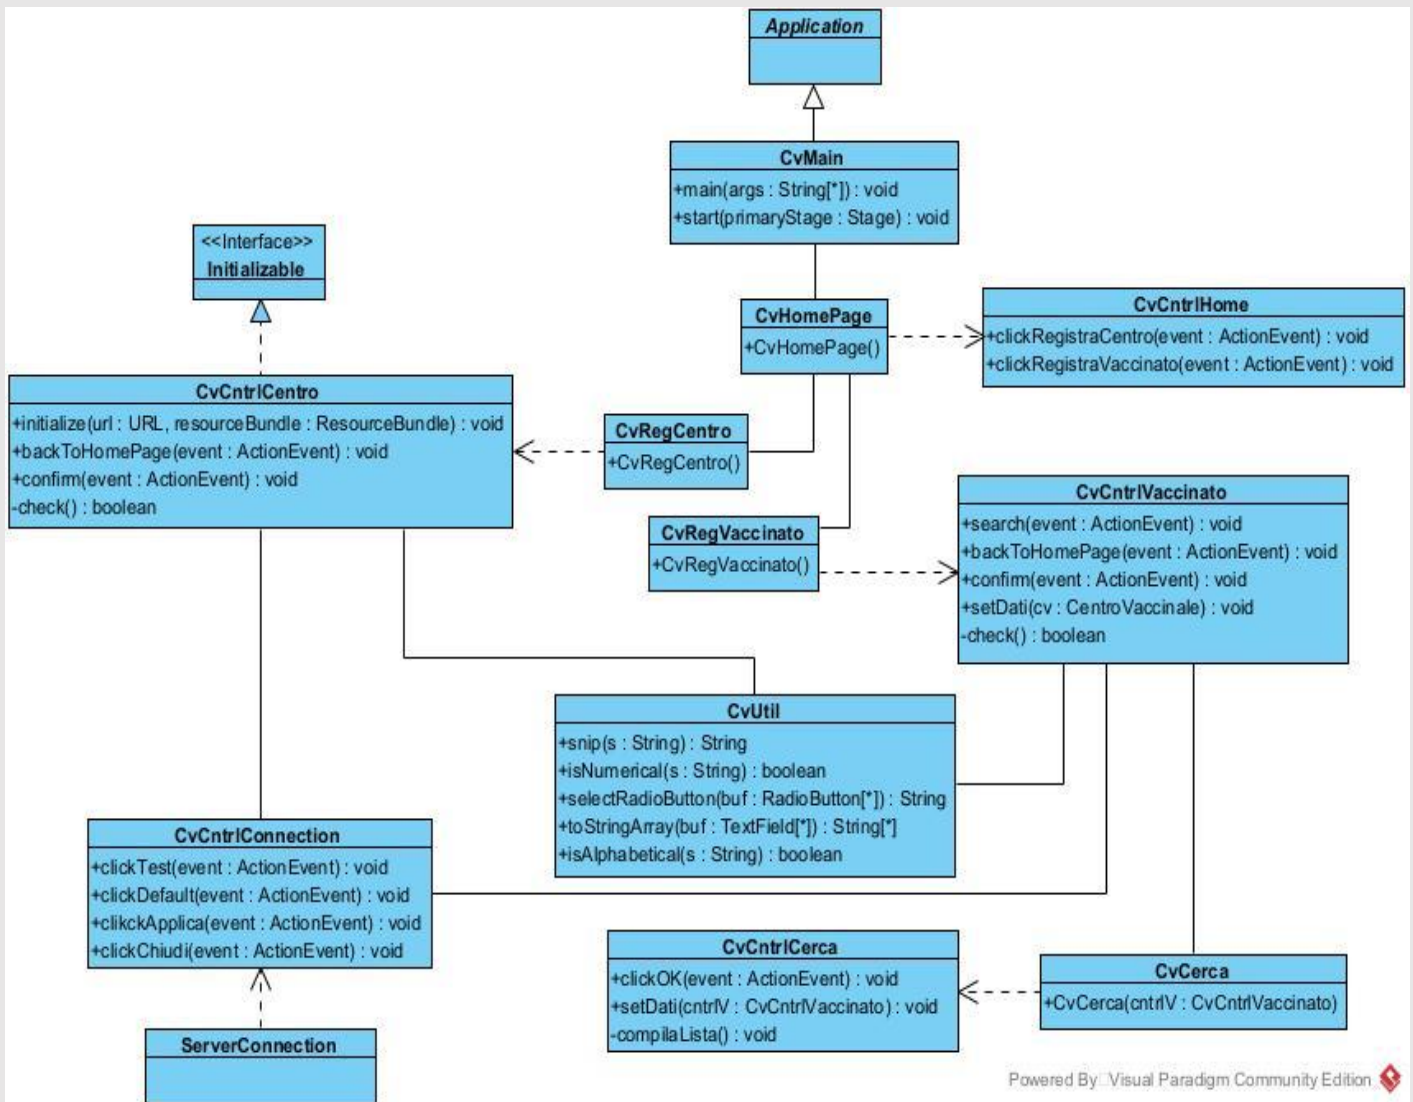 Application
CvMain
+main(args : String[*]) : void
+start(primaryStage : Stage) : void
<<Interface>>
Initializable
CvHomePage
+CvHomePage()
CvCntrlHome
+clickRegistraCentro(event : ActionEvent) : void
+clickRegistraVaccinato(event : ActionEvent) : void
CvCntrlCentro
+initialize(url : URL, resourceBundle : ResourceBundle) : void
+backToHomePage(event : ActionEvent) : void
+confirm(event : ActionEvent) : void
-check() : boolean
CvRegCentro
+CvRegCentro()
CvRegVaccinato
+CvRegVaccinato()
CvCntrlVaccinato
+search(event : ActionEvent) : void
+backToHomePage(event : ActionEvent) : void
+confirm(event : ActionEvent) : void
+setDati(cv : CentroVaccinale) : void
-check() : boolean
CvUtil
+snip(s : String) : String
+isNumerical(s : String) : boolean
+selectRadioButton(buf : RadioButton[*]) : String
+toStringArray(buf : TextField[*]) : String[*]
+isAlphabetical(s : String) : boolean
CvCntrlConnection
+clickTest(event : ActionEvent) : void
+clickDefault(event : ActionEvent) : void
+clikckApplica(event : ActionEvent) : void
+clickChiudi(event : ActionEvent) : void
CvCntrlCerca
+clickOK(event : ActionEvent) : void
+setDati(cntrlV : CvCntrlVaccinato) : void
-compilaLista() : void
CvCerca
+CvCerca(cntrlV : CvCntrlVaccinato)
ServerConnection
Powered By Visual Paradigm Community Edition